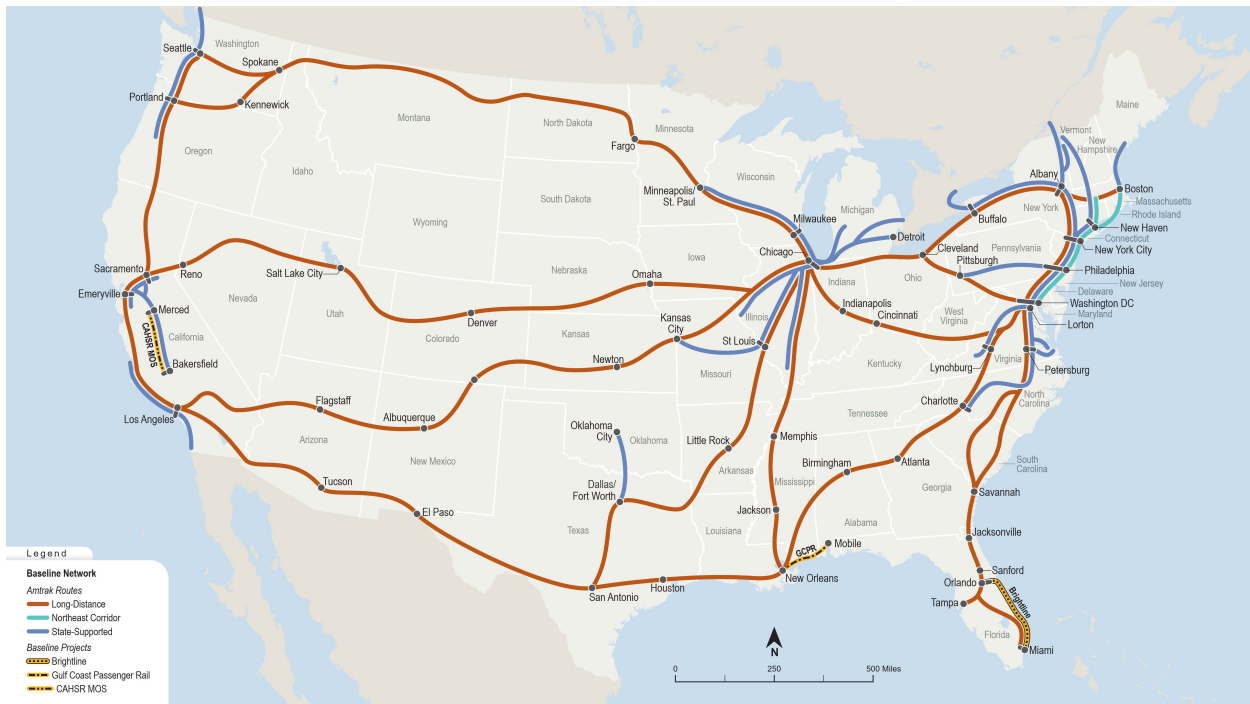 Seattle
Washington
Spokane
Portland
Kennewick
Montana
North Dakota
Minnesota
Fargo
Maine
Vermont
New
Hampshire
Oregon
Idaho
Wisconsin
Minneapolis/
St. Paul
South Dakota
Wyoming
Milwaukee
Michigan
Albany
Boston
Massachusetts
New York
Rhode Island
Buffalo
New Haven
Connecticut
New York City
Detroit
Chicago
Cleveland
Pennsylvania
Pittsburgh
Philadelphia
New Jersey
Sacramento
Reno
Salt Lake City
Omaha
Iowa
Nebraska
Indiana
Ohio
Delaware
Emeryville
Nevada
Merced
Washington DC
Maryland
Indianapolis
Cincinnati
West
Virginia
Lorton
Utah
Denver
Kansas
City
Illinois
California
CAHSR MOS
Colorado
Kansas
St Louis
Newton
Kentucky
Virginia
Lynchburg
Petersburg
Bakersfield
Missouri
Flagstaff
Los Angeles
Albuquerque
Charlotte
North
Carolina
Tennessee
Oklahoma
City
Oklahoma
Little Rock
Memphis
Arizona
New Mexico
Arkansas
Birmingham
Atlanta
South
Carolina
Mississippi
Tucson
Dallas/
Fort Worth
Georgia
Savannah
El Paso
Jackson
Alabama
Texas
Louisiana
Jacksonville
GCPR
Mobile
New Orleans
Sanford
Orlando
Houston
San Antonio
Tampa
Brightline
Florida
Miami
N
0
250
500 Miles
Legend
Baseline Network
Amtrak Routes
Long-Distance
Northeast Corridor
State-Supported
Baseline Projects
Brightline
Gulf Coast Passenger Rail
CAHSR MOS